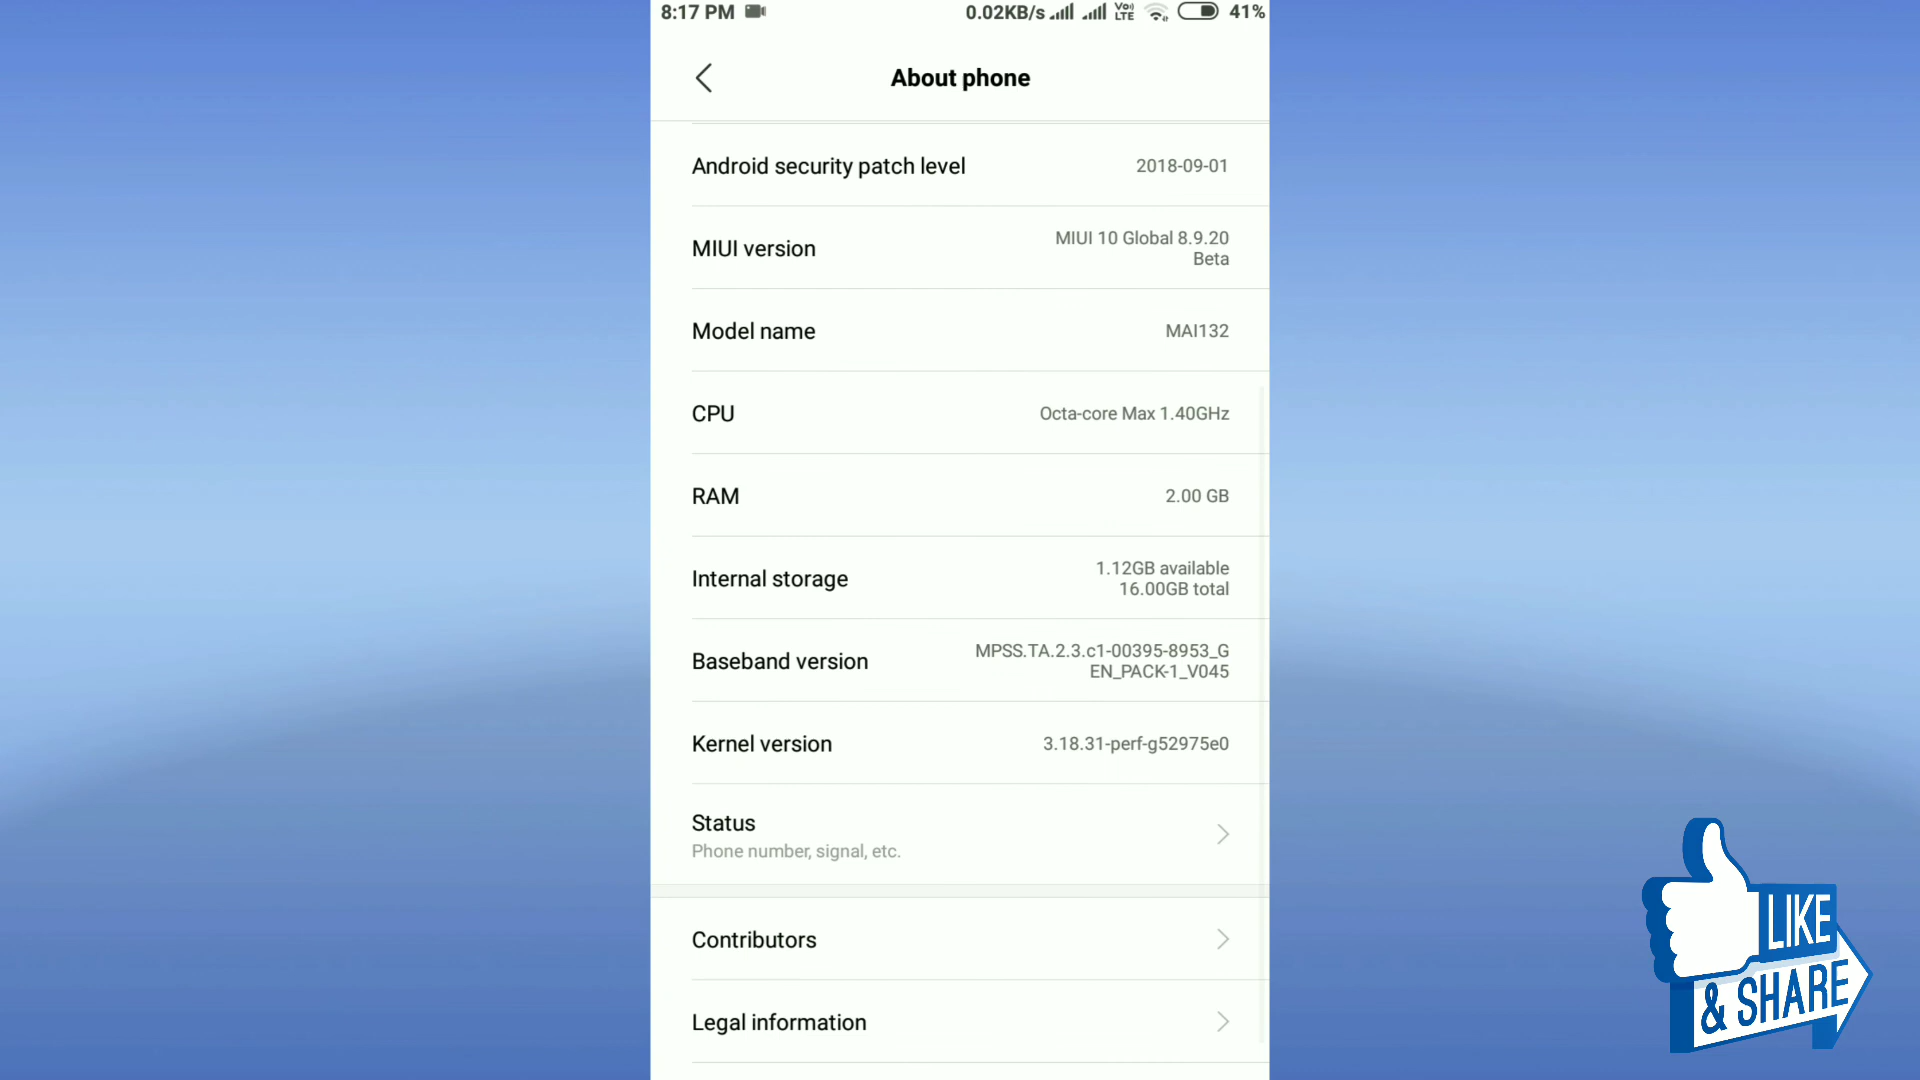 8:17 PM 0.02KB/s VoLTE 41%
About phone
Android security patch level 2018-09-01
MIUI version MIUI 10 Global 8.9.20
Beta
Model name MAI132
CPU Octa-core Max 1.40GHz
RAM 2.00 GB
Internal storage 1.12GB available
16.00GB total
Baseband version MPSS.TA.2.3.c1-00395-8953_G
EN_PACK-1_V045
Kernel version 3.18.31-perf-g52975e0
Status
Phone number, signal, etc.
Contributors
Legal information
LIKE
& SHARE